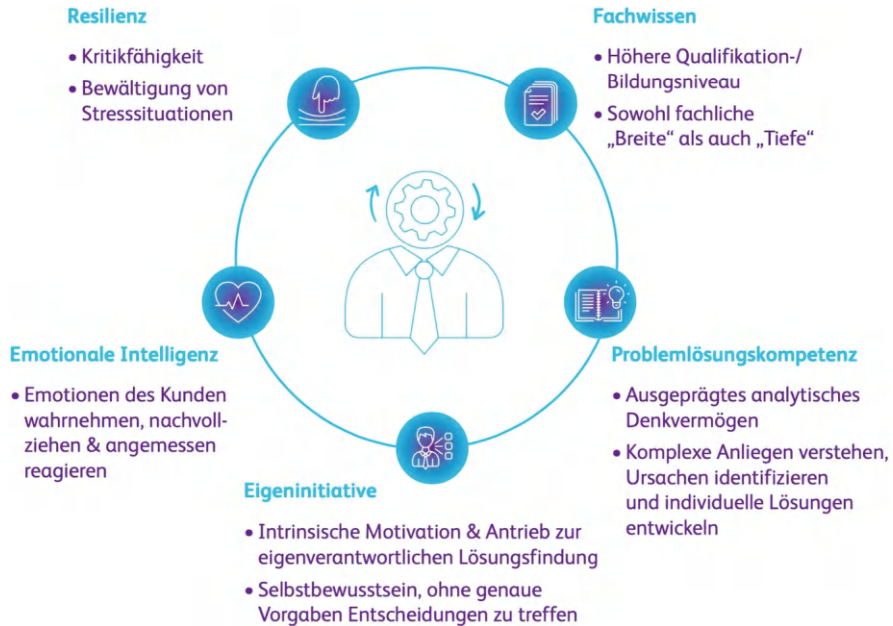 Resilienz
• Kritikfähigkeit
• Bewältigung von
Stresssituationen
Fachwissen
• Höhere Qualifikation-/
Bildungsniveau
• Sowohl fachliche
„Breite“ als auch „Tiefe“
Emotionale Intelligenz
• Emotionen des Kunden
wahrnehmen, nachvoll-
ziehen & angemessen
reagieren
Problemlösungskompetenz
• Ausgeprägtes analytisches
Denkvermögen
• Komplexe Anliegen verstehen,
Ursachen identifizieren
und individuelle Lösungen
entwickeln
Eigeninitiative
• Intrinsische Motivation & Antrieb zur
eigenverantwortlichen Lösungsfindung
• Selbstbewusstsein, ohne genaue
Vorgaben Entscheidungen zu treffen